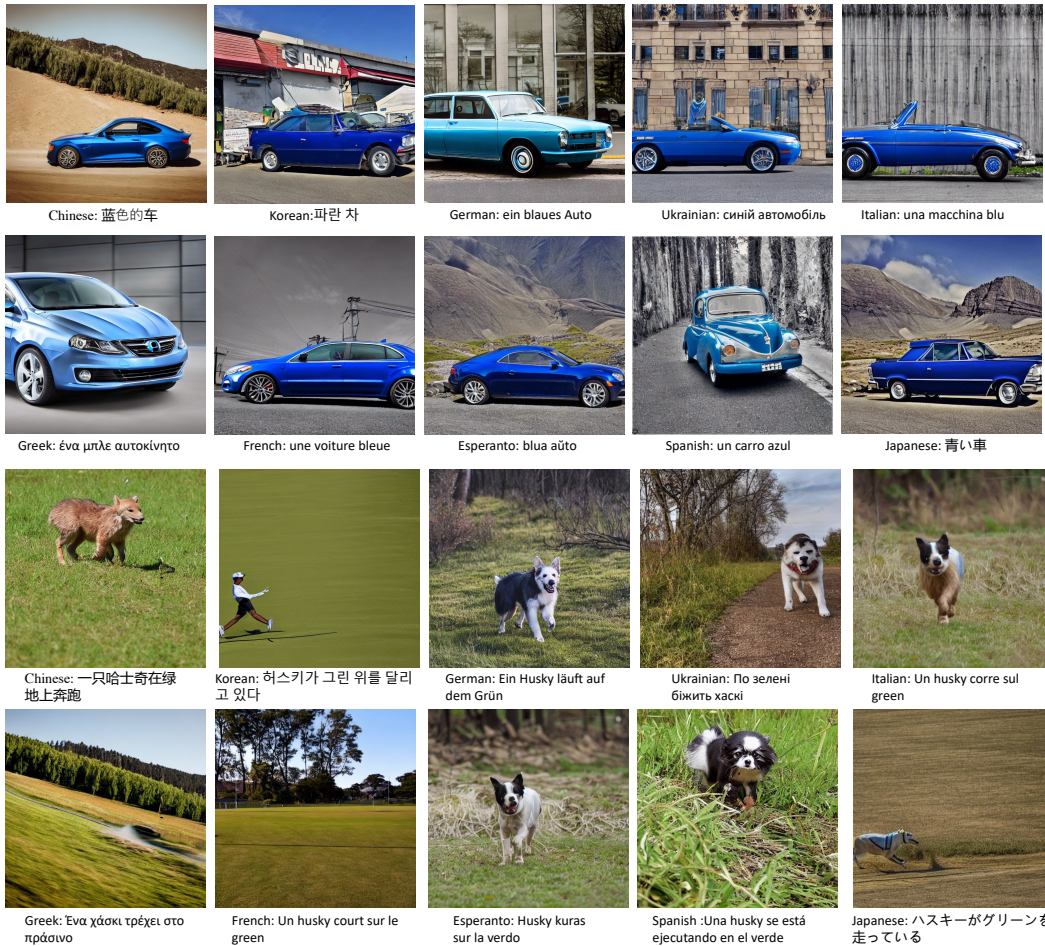 Chinese: 蓝色的车
Korean:파란 차
German: ein blaues Auto
Ukrainian: синій автомобіль
Italian: una macchina blu
Greek: ένα μπλε αυτοκίνητο
French: une voiture bleue
Esperanto: blua aŭto
Spanish: un carro azul
Japanese: 青い車
Chinese: 一只哈士奇在绿
地上奔跑
Korean: 허스키가 그린 위를 달리
고 있다
German: Ein Husky läuft auf
dem Grün
Ukrainian: По зелені
біжить хаскі
Italian: Un husky corre sul
green
Greek: Ένα χάσκι τρέχει στο
πράσινο
French: Un husky court sur le
green
Esperanto: Husky kuras
sur la verdo
Spanish :Una husky se está
ejecutando en el verde
Japanese: ハスキーがグリーンを
走っている